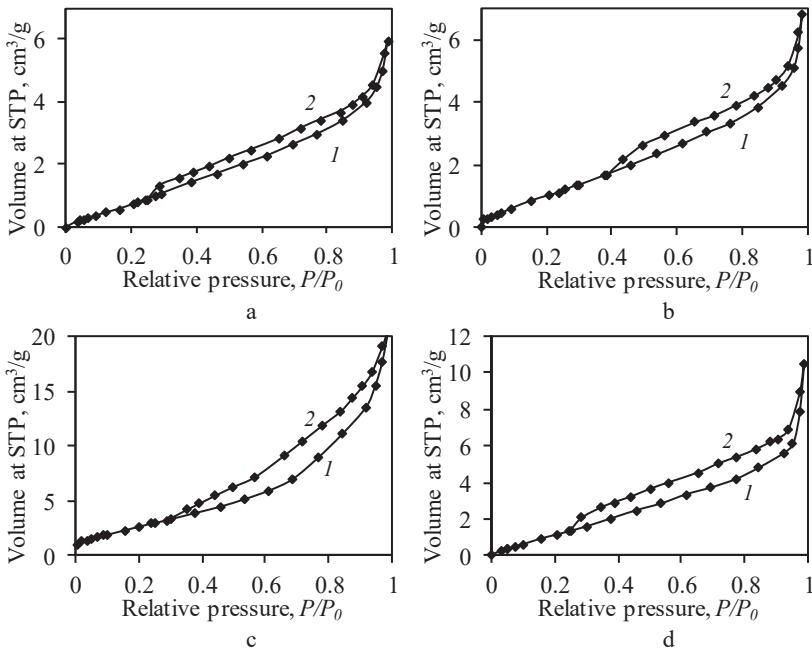 Volume at STP, cm³/g
6
4
2
0
2
1
0 0.2 0.4 0.6 0.8 1
Relative pressure, P/P₀
a
Volume at STP, cm³/g
6
4
2
0
2
1
0 0.2 0.4 0.6 0.8 1
Relative pressure, P/P₀
b
Volume at STP, cm³/g
20
15
10
5
0
2
1
0 0.2 0.4 0.6 0.8 1
Relative pressure, P/P₀
c
Volume at STP, cm³/g
12
10
8
6
4
2
0
2
1
0 0.2 0.4 0.6 0.8 1
Relative pressure, P/P₀
d